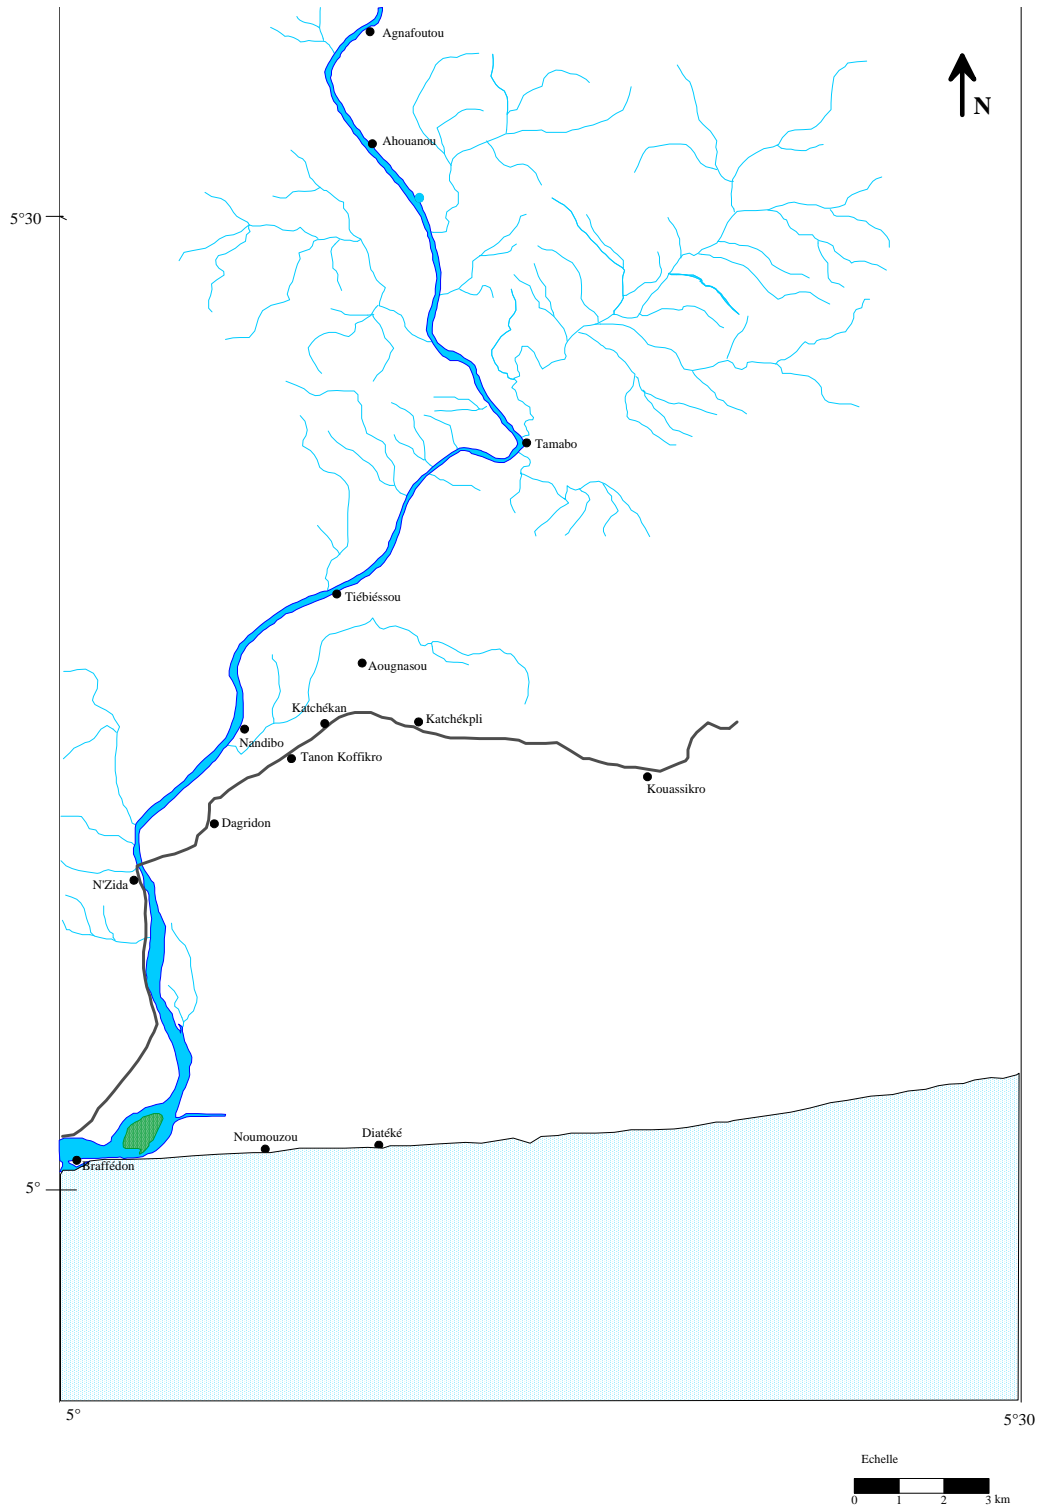 Agnafoutou
N
Ahouanou
5°30
Tamabo
Tiébiéssou
Aougnasou
Katchékan
Katchékpli
Nandibo
Tanon Koffikro
Kouassikro
Dagridon
N'Zida
Noumouzou
Diatéké
Braffédon
5°
5°
5°30
Echelle
0 1 2 3 km